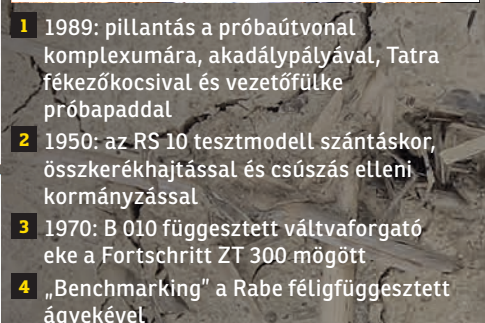 1 1989: pillantás a próbaútvonal
komplexumára, akadálypályával, Tatra
fékezőkocsival és vezetőfülke
próbapaddal
2 1950: az RS 10 tesztmodell szántáskor,
összkerékhajtással és csúszás elleni
kormányzással
3 1970: B 010 függesztett váltvaforgató
eke a Fortschritt ZT 300 mögött
4 „Benchmarking” a Rabe féligfüggesztett
ágyekével